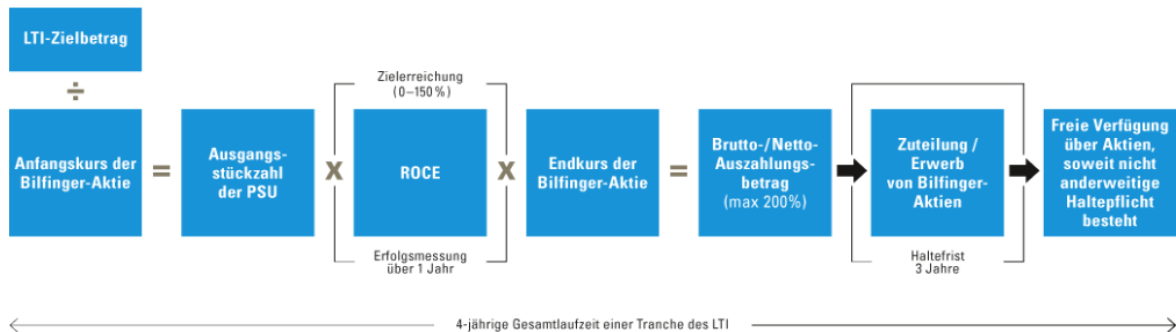 LTI-Zielbetrag
÷
Anfangskurs der
Bilfinger-Aktie
=
Ausgangs-
stückzahl
der PSU
X
Zielerreichung
(0–150%)
ROCE
Erfolgsmessung
über 1 Jahr
X
Endkurs der
Bilfinger-Aktie
=
Brutto-/Netto-
Auszahlungs-
betrag
(max 200%)
Zuteilung /
Erwerb
von Bilfinger-
Aktien
Haltefrist
3 Jahre
Freie Verfügung
über Aktien,
soweit nicht
anderweitige
Haltepflicht
besteht
4-jährige Gesamtlaufzeit einer Tranche des LTI